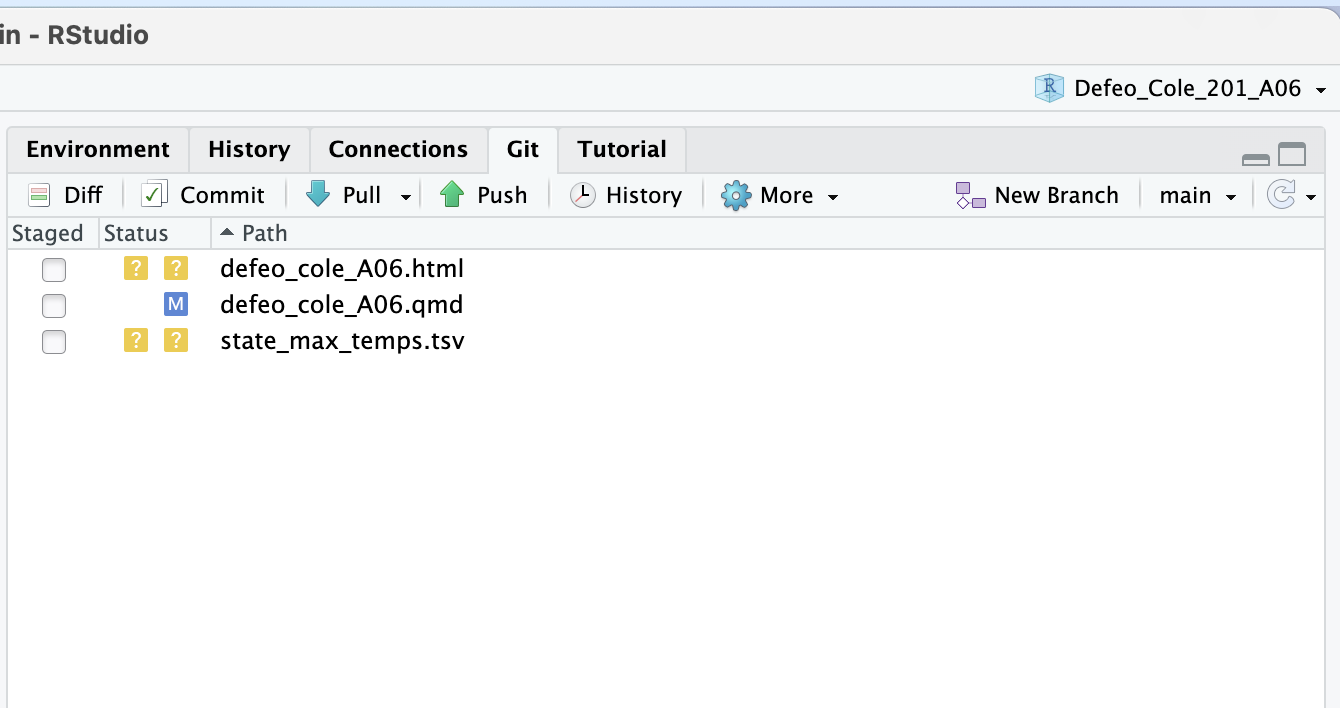 in - RStudio
Defeo_Cole_201_A06
Environment History Connections Git Tutorial
Diff Commit Pull Push History More New Branch main
Staged Status Path
? ? defeo_cole_A06.html
M defeo_cole_A06.qmd
? ? state_max_temps.tsv